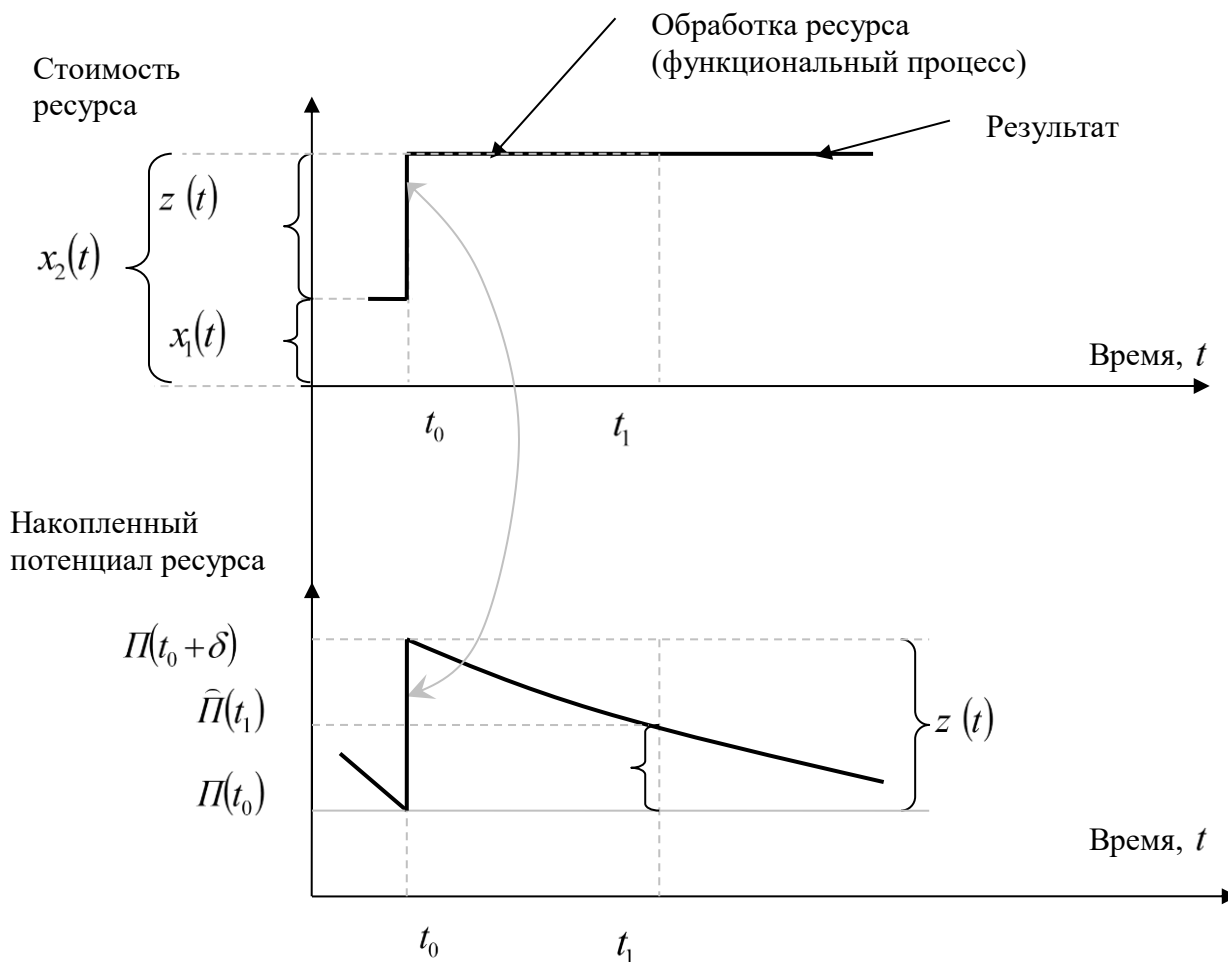 Обработка ресурса
(функциональный процесс)
Стоимость
ресурса
Результат
z (t)
x₂(t)
x₁(t)
Время, t
t₀
t₁
Накопленный
потенциал ресурса
П(t₀ + δ)
П̂(t₁)
z (t)
П(t₀)
Время, t
t₀
t₁